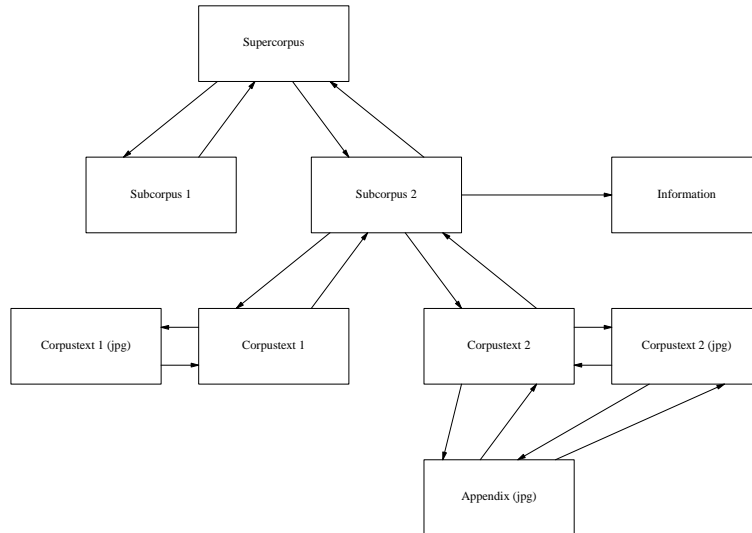 Supercorpus
Subcorpus 1
Subcorpus 2
Information
Corpustext 1 (jpg)
Corpustext 1
Corpustext 2
Corpustext 2 (jpg)
Appendix (jpg)